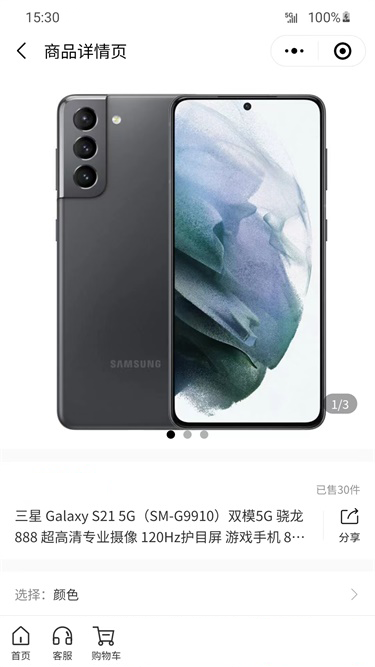 15:30
5G 100%
商品详情页
SAMSUNG
1/3
已售30件
三星 Galaxy S21 5G（SM-G9910）双模5G 骁龙
888 超高清专业摄像 120Hz护目屏 游戏手机 8…
分享
选择： 颜色
首页 客服 购物车